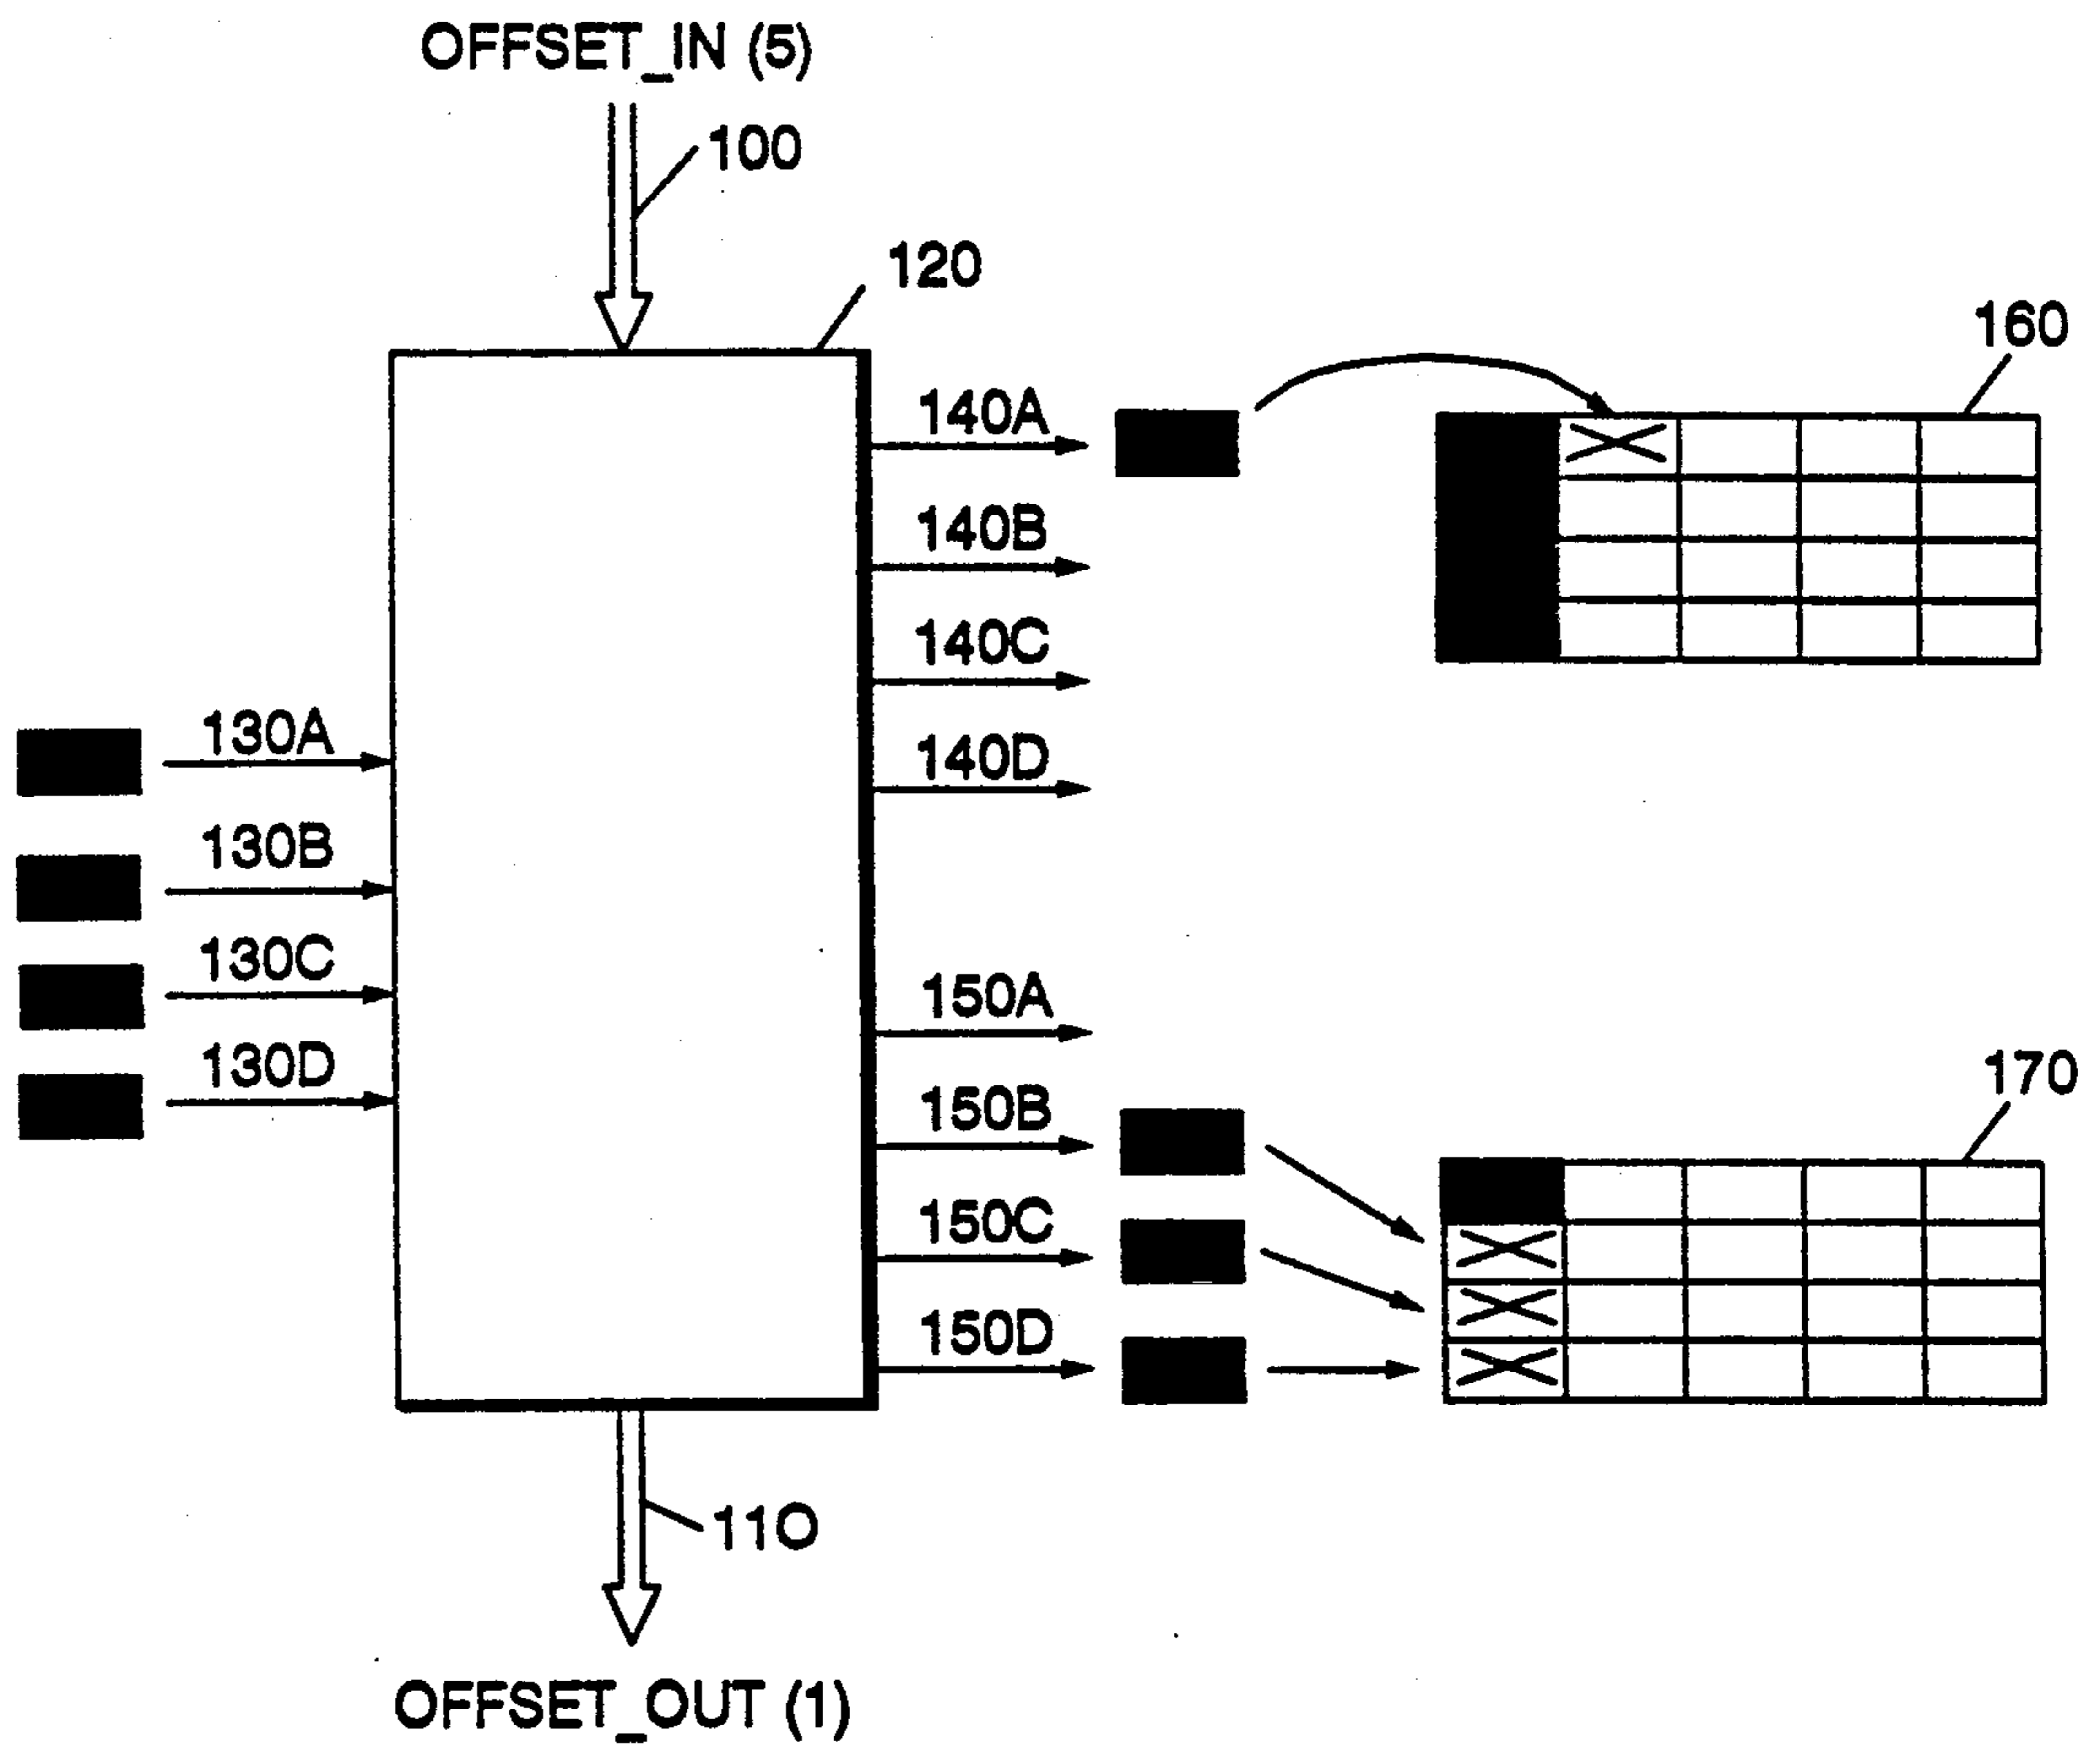 OFFSET_IN (5)
100
120
160
140A
140B
140C
140D
130A
130B
130C
130D
150A
150B
150C
150D
170
110
OFFSET_OUT (1)